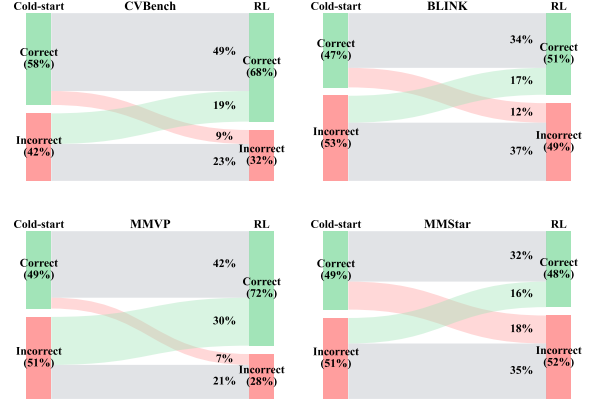 Cold-start CVBench RL
Correct
(58%)
49%
Correct
(68%)
19%
Incorrect
(42%)
9%
23%
Incorrect
(32%)
Cold-start BLINK RL
Correct
(47%)
34%
Correct
(51%)
17%
Incorrect
(53%)
12%
37%
Incorrect
(49%)
Cold-start MMVP RL
Correct
(49%)
42%
Correct
(72%)
30%
Incorrect
(51%)
7%
21%
Incorrect
(28%)
Cold-start MMStar RL
Correct
(49%)
32%
Correct
(48%)
16%
Incorrect
(51%)
18%
35%
Incorrect
(52%)